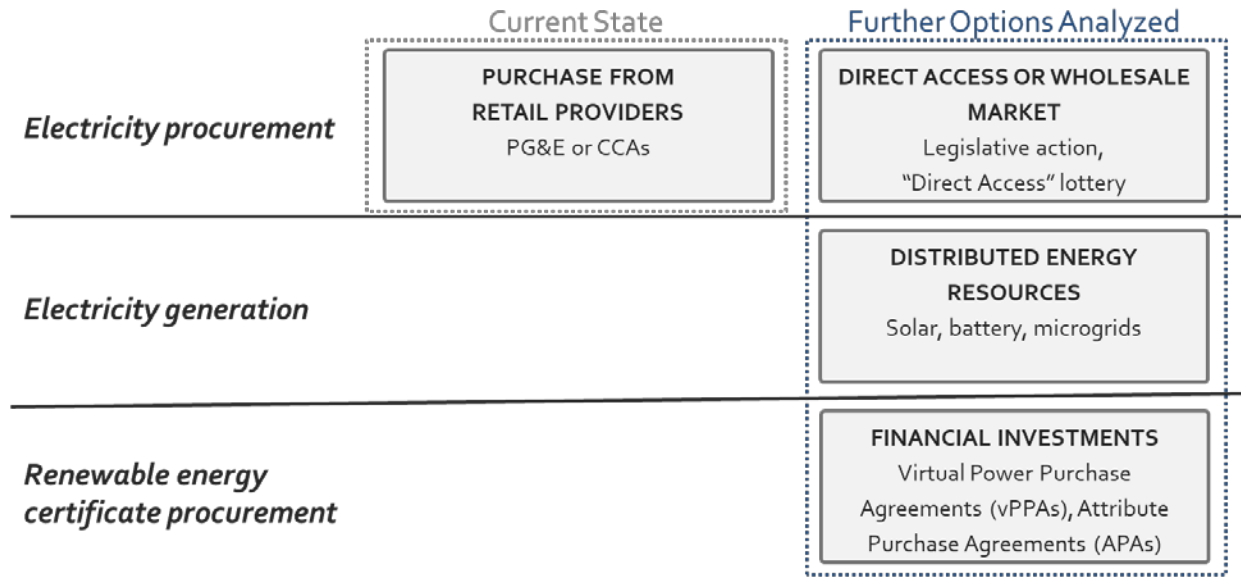 Current State
Further Options Analyzed
Electricity procurement
PURCHASE FROM
RETAIL PROVIDERS
PG&E or CCAs
DIRECT ACCESS OR WHOLESALE
MARKET
Legislative action,
“Direct Access” lottery
Electricity generation
DISTRIBUTED ENERGY
RESOURCES
Solar, battery, microgrids
Renewable energy
certificate procurement
FINANCIAL INVESTMENTS
Virtual Power Purchase
Agreements (vPPAs), Attribute
Purchase Agreements (APAs)